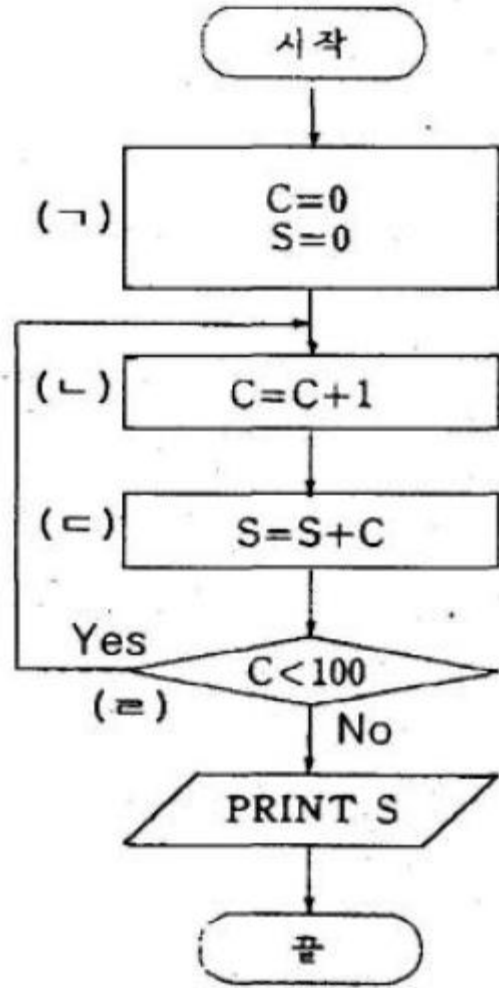 시작
(ㄱ)
C=0
S=0
(ㄴ)
C=C+1
(ㄷ)
S=S+C
Yes
C<100
(ㄹ)
No
PRINT S
끝